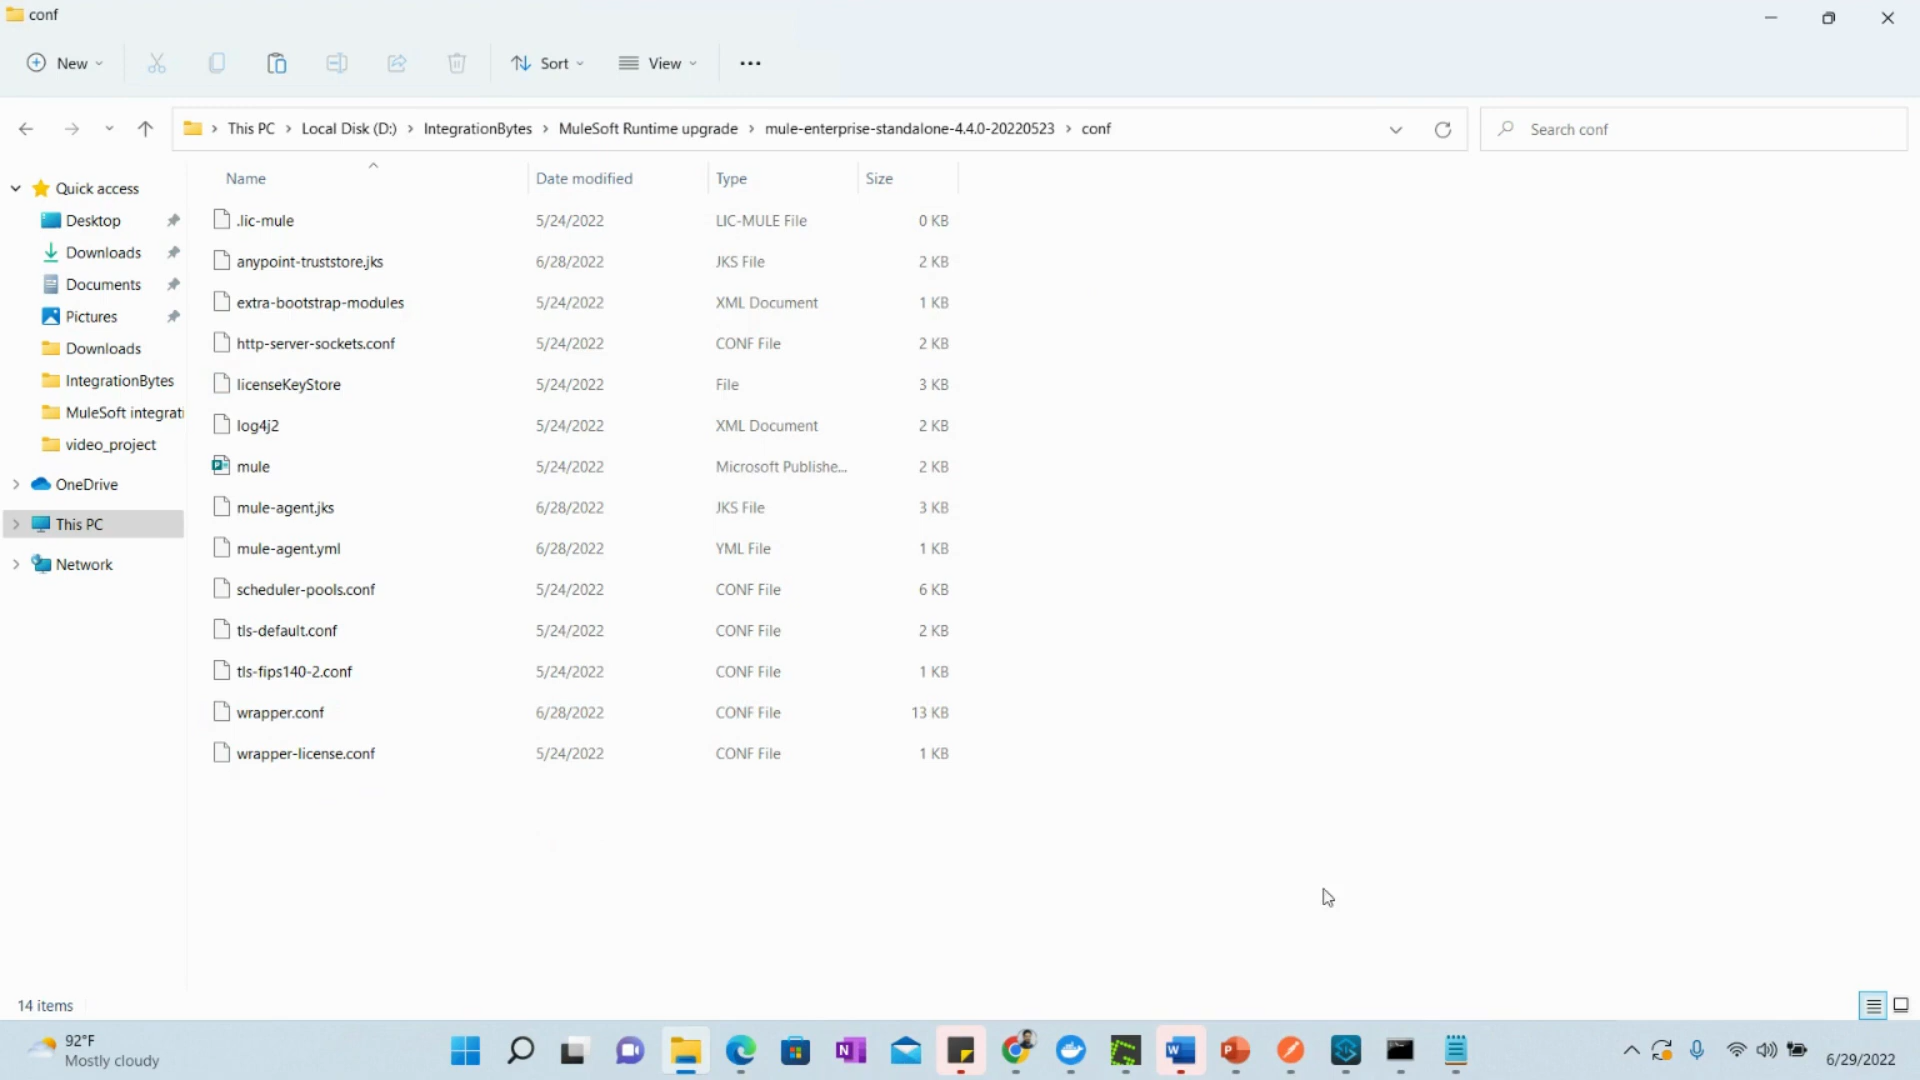 conf
New
Sort
View
This PC
Local Disk (D:)
IntegrationBytes
MuleSoft Runtime upgrade
mule-enterprise-standalone-4.4.0-20220523
conf
Search conf
Name Date modified Type Size
Quick access
Desktop
Downloads
Documents
Pictures
Downloads
IntegrationBytes
MuleSoft integrati
video_project
OneDrive
This PC
Network
.lic-mule 5/24/2022 LIC-MULE File 0 KB
anypoint-truststore.jks 6/28/2022 JKS File 2 KB
extra-bootstrap-modules 5/24/2022 XML Document 1 KB
http-server-sockets.conf 5/24/2022 CONF File 2 KB
licenseKeyStore 5/24/2022 File 3 KB
log4j2 5/24/2022 XML Document 2 KB
mule 5/24/2022 Microsoft Publishe... 2 KB
mule-agent.jks 6/28/2022 JKS File 3 KB
mule-agent.yml 6/28/2022 YML File 1 KB
scheduler-pools.conf 5/24/2022 CONF File 6 KB
tls-default.conf 5/24/2022 CONF File 2 KB
tls-fips140-2.conf 5/24/2022 CONF File 1 KB
wrapper.conf 6/28/2022 CONF File 13 KB
wrapper-license.conf 5/24/2022 CONF File 1 KB
14 items
92°F
Mostly cloudy
6/29/2022